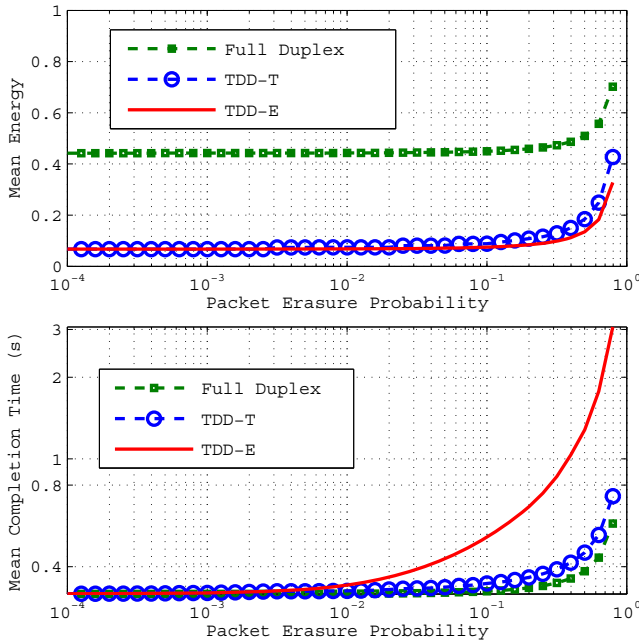 1
0.8
0.6
0.4
0.2
0
Mean Energy
Full Duplex
TDD-T
TDD-E
10⁻⁴ 10⁻³ 10⁻² 10⁻¹ 10⁰
Packet Erasure Probability
3
2
1
0.8
0.4
Mean Completion Time (s)
Full Duplex
TDD-T
TDD-E
10⁻⁴ 10⁻³ 10⁻² 10⁻¹ 10⁰
Packet Erasure Probability